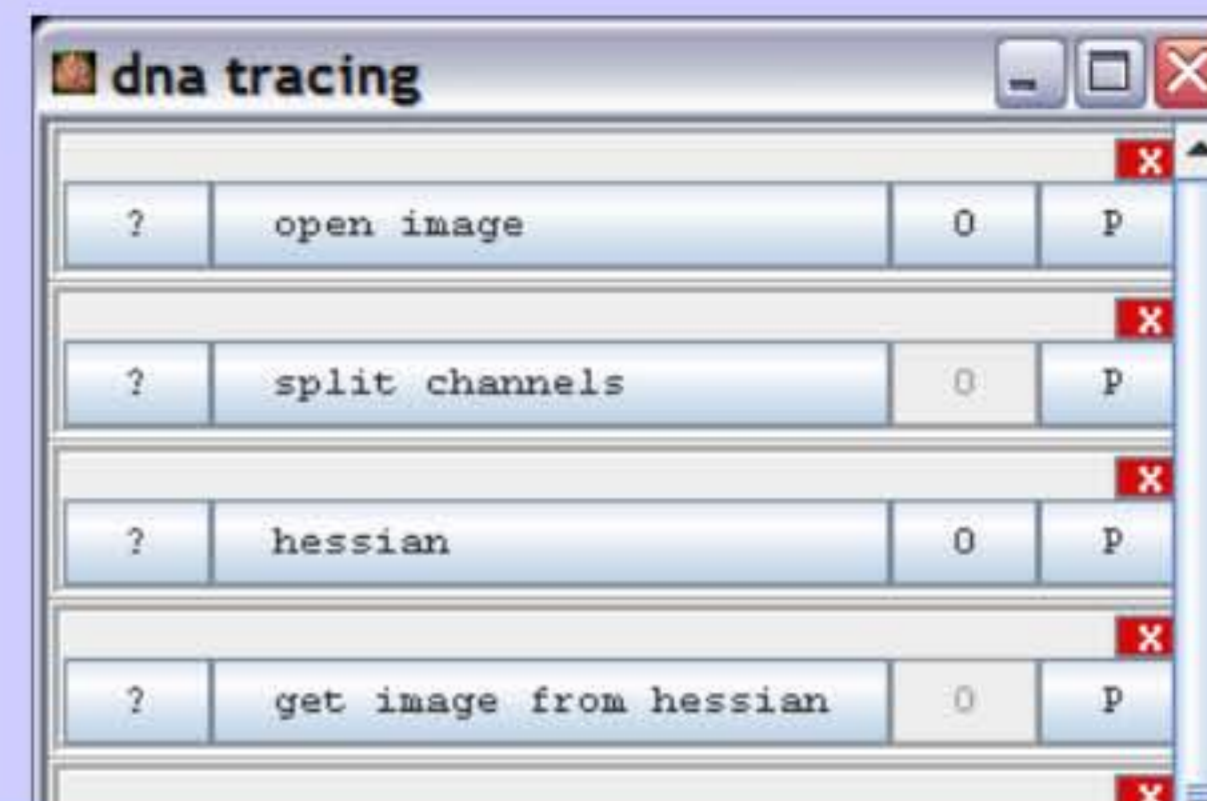 dna tracing
X
? open image O P
X
? split channels O P
X
? hessian O P
X
? get image from hessian O P
X